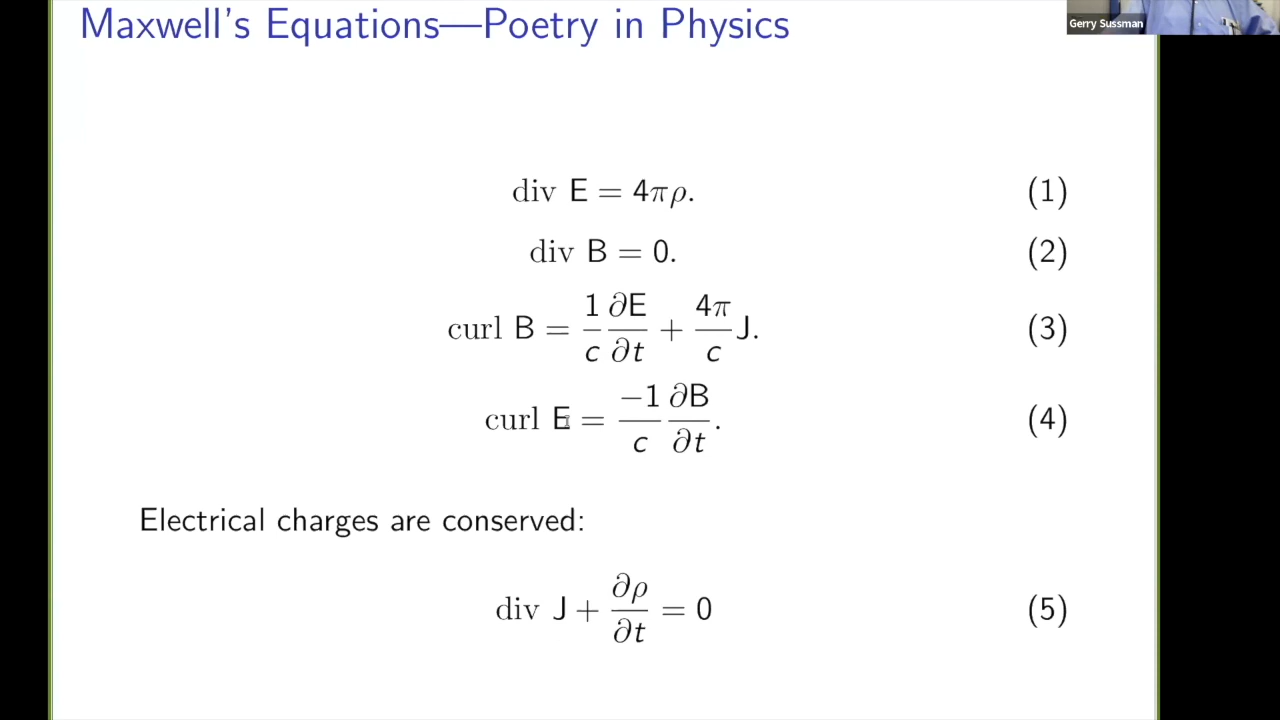 Maxwell's Equations—Poetry in Physics
Gerry Sussman
div E = 4πρ. (1)
div B = 0. (2)
curl B = 1/c ∂E/∂t + 4π/c J. (3)
curl E = −1/c ∂B/∂t. (4)
Electrical charges are conserved:
div J + ∂ρ/∂t = 0 (5)